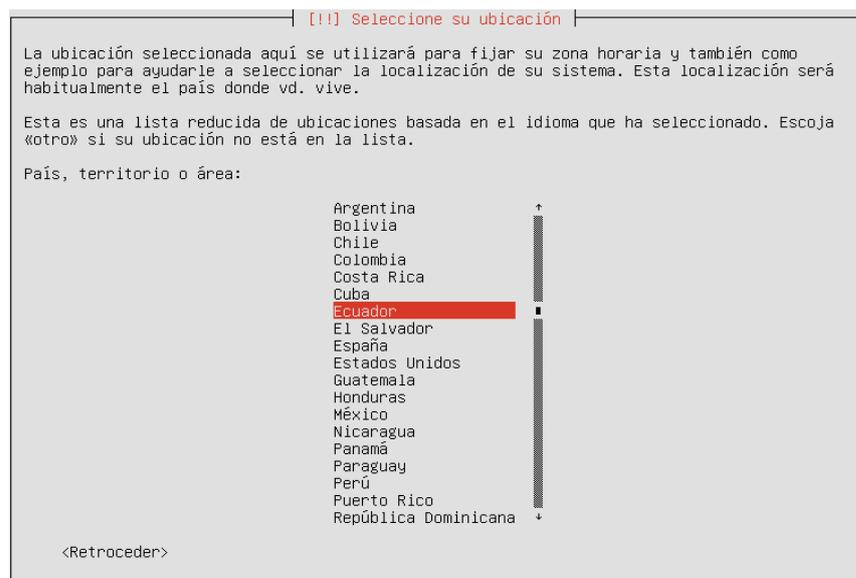 [!!] Seleccione su ubicación
La ubicación seleccionada aquí se utilizará para fijar su zona horaria y también como
ejemplo para ayudarle a seleccionar la localización de su sistema. Esta localización será
habitualmente el país donde vd. vive.
Esta es una lista reducida de ubicaciones basada en el idioma que ha seleccionado. Escoja
«otro» si su ubicación no está en la lista.
País, territorio o área:
Argentina
Bolivia
Chile
Colombia
Costa Rica
Cuba
Ecuador
El Salvador
España
Estados Unidos
Guatemala
Honduras
México
Nicaragua
Panamá
Paraguay
Perú
Puerto Rico
República Dominicana
<Retroceder>